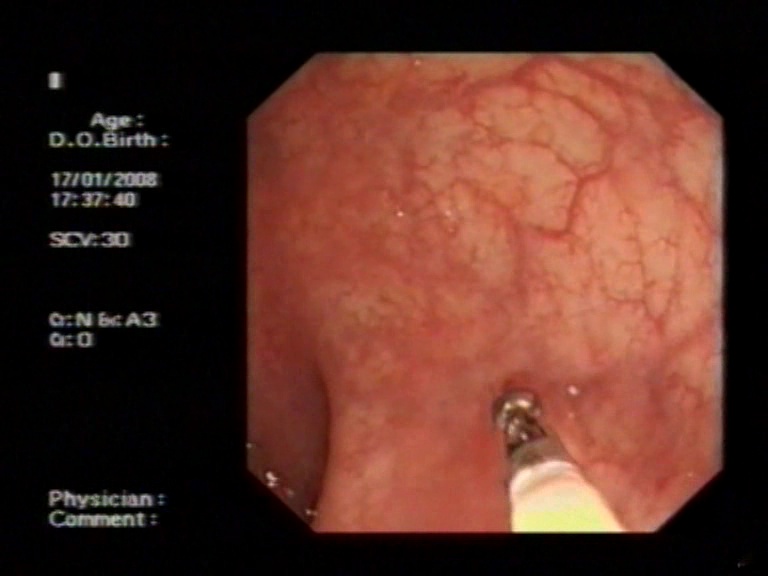 Age:
D.O.Birth:
17/01/2008
17:37:40
SCV:30
Physician:
Comment: